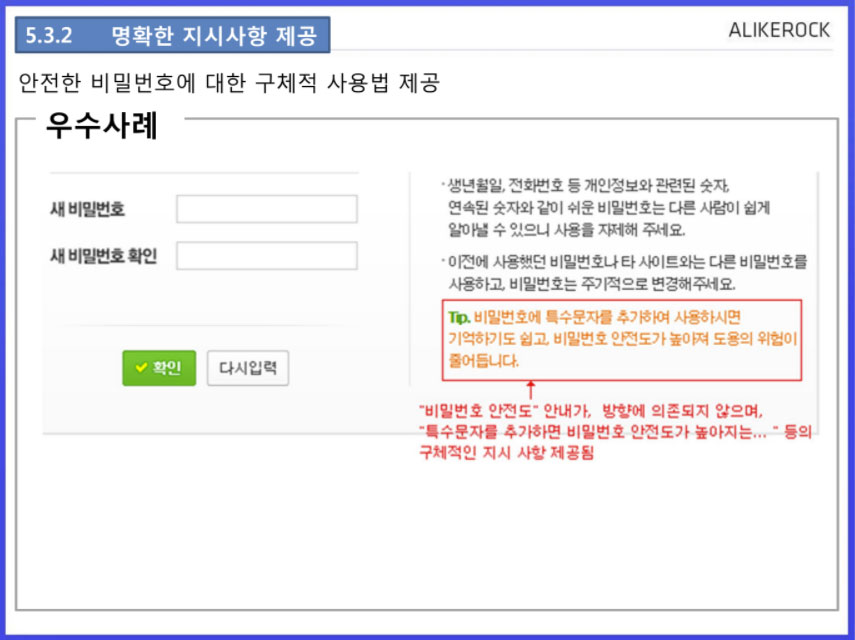 5.3.2 명확한 지시사항 제공
ALIKEROCK
안전한 비밀번호에 대한 구체적 사용법 제공
우수사례
새 비밀번호
새 비밀번호 확인
확인
다시입력
· 생년월일, 전화번호 등 개인정보와 관련된 숫자,
연속된 숫자와 같이 쉬운 비밀번호는 다른 사람이 쉽게
알아낼 수 있으니 사용을 자제해 주세요.
· 이전에 사용했던 비밀번호나 타 사이트와는 다른 비밀번호를
사용하고, 비밀번호는 주기적으로 변경해주세요.
Tip. 비밀번호에 특수문자를 추가하여 사용하시면
기억하기도 쉽고, 비밀번호 안전도가 높아져 도용의 위험이
줄어듭니다.
"비밀번호 안전도" 안내가, 방향에 의존되지 않으며,
"특수문자를 추가하면 비밀번호 안전도가 높아지는... " 등의
구체적인 지시 사항 제공됨